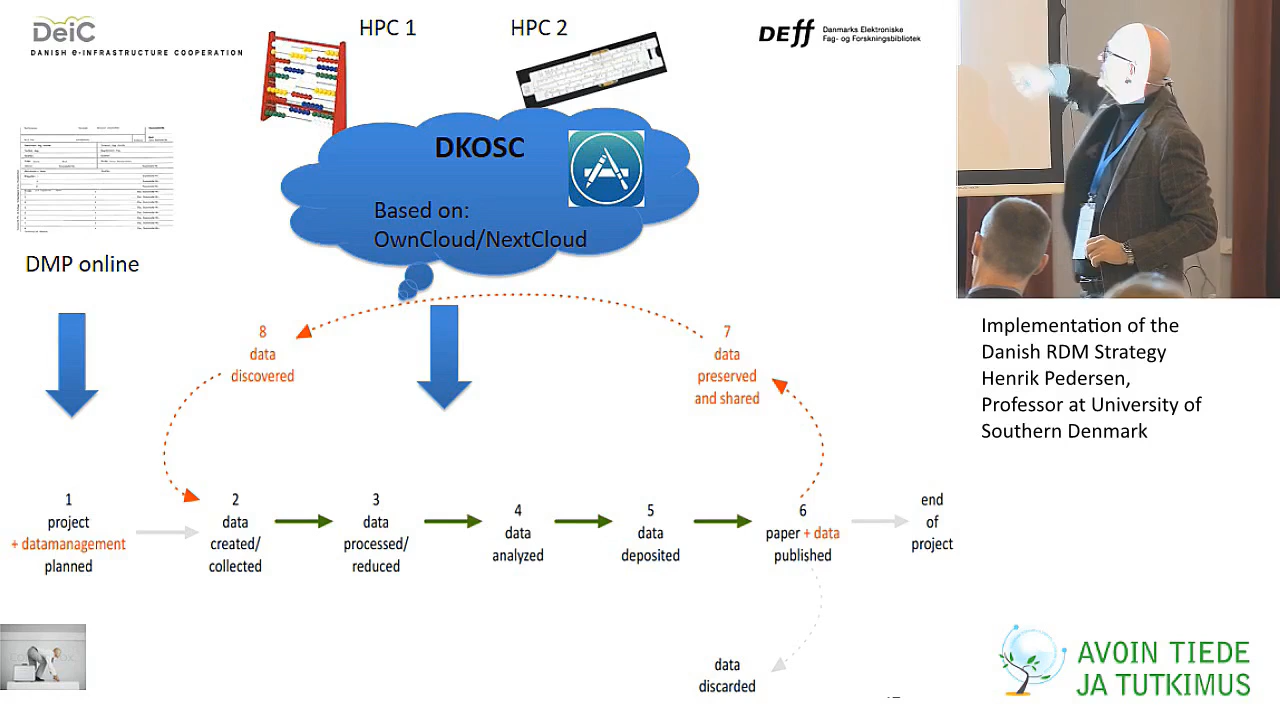 DeiC
DANISH e-INFRASTRUCTURE COOPERATION
HPC 1
HPC 2
DEff
Danmarks Elektroniske
Fag- og Forskningsbibliotek
DKOSC
Based on:
OwnCloud/NextCloud
DMP online
8
data
discovered
7
data
preserved
and shared
1
project
+ datamanagement
planned
2
data
created/
collected
3
data
processed/
reduced
4
data
analyzed
5
data
deposited
6
paper + data
published
end
of
project
data
discarded
Implementation of the
Danish RDM Strategy
Henrik Pedersen,
Professor at University of
Southern Denmark
AVOIN TIEDE
JA TUTKIMUS